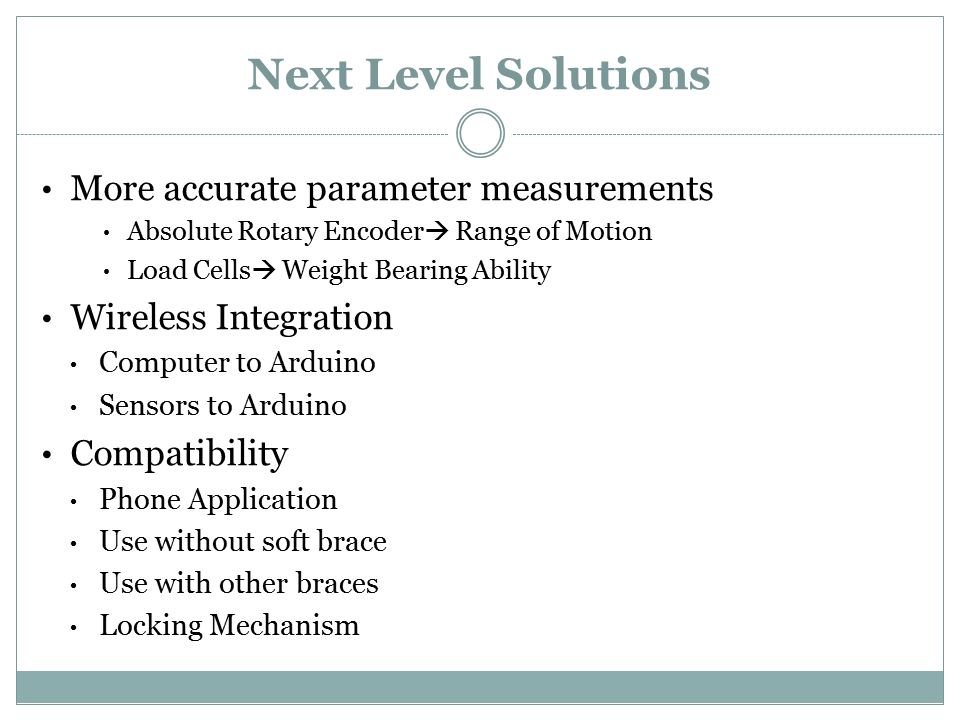 Next Level Solutions
• More accurate parameter measurements
• Absolute Rotary Encoder→ Range of Motion
• Load Cells→ Weight Bearing Ability
• Wireless Integration
• Computer to Arduino
• Sensors to Arduino
• Compatibility
• Phone Application
• Use without soft brace
• Use with other braces
• Locking Mechanism